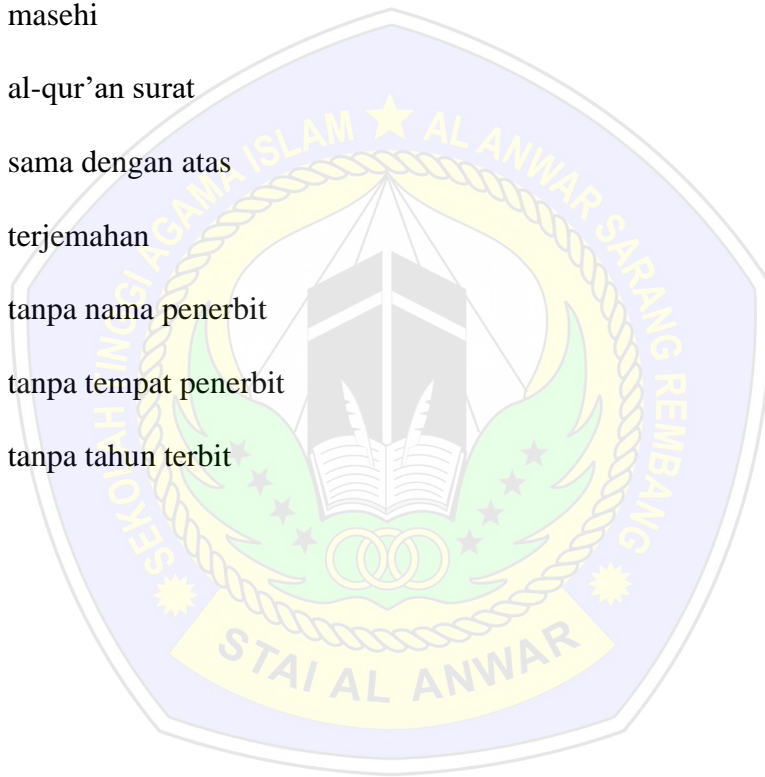 masehi
al-qur’an surat
sama dengan atas
terjemahan
tanpa nama penerbit
tanpa tempat penerbit
tanpa tahun terbit
SEKOLAH TINGGI AGAMA ISLAM AL ANWAR SARANG REMBANG
STAI AL ANWAR